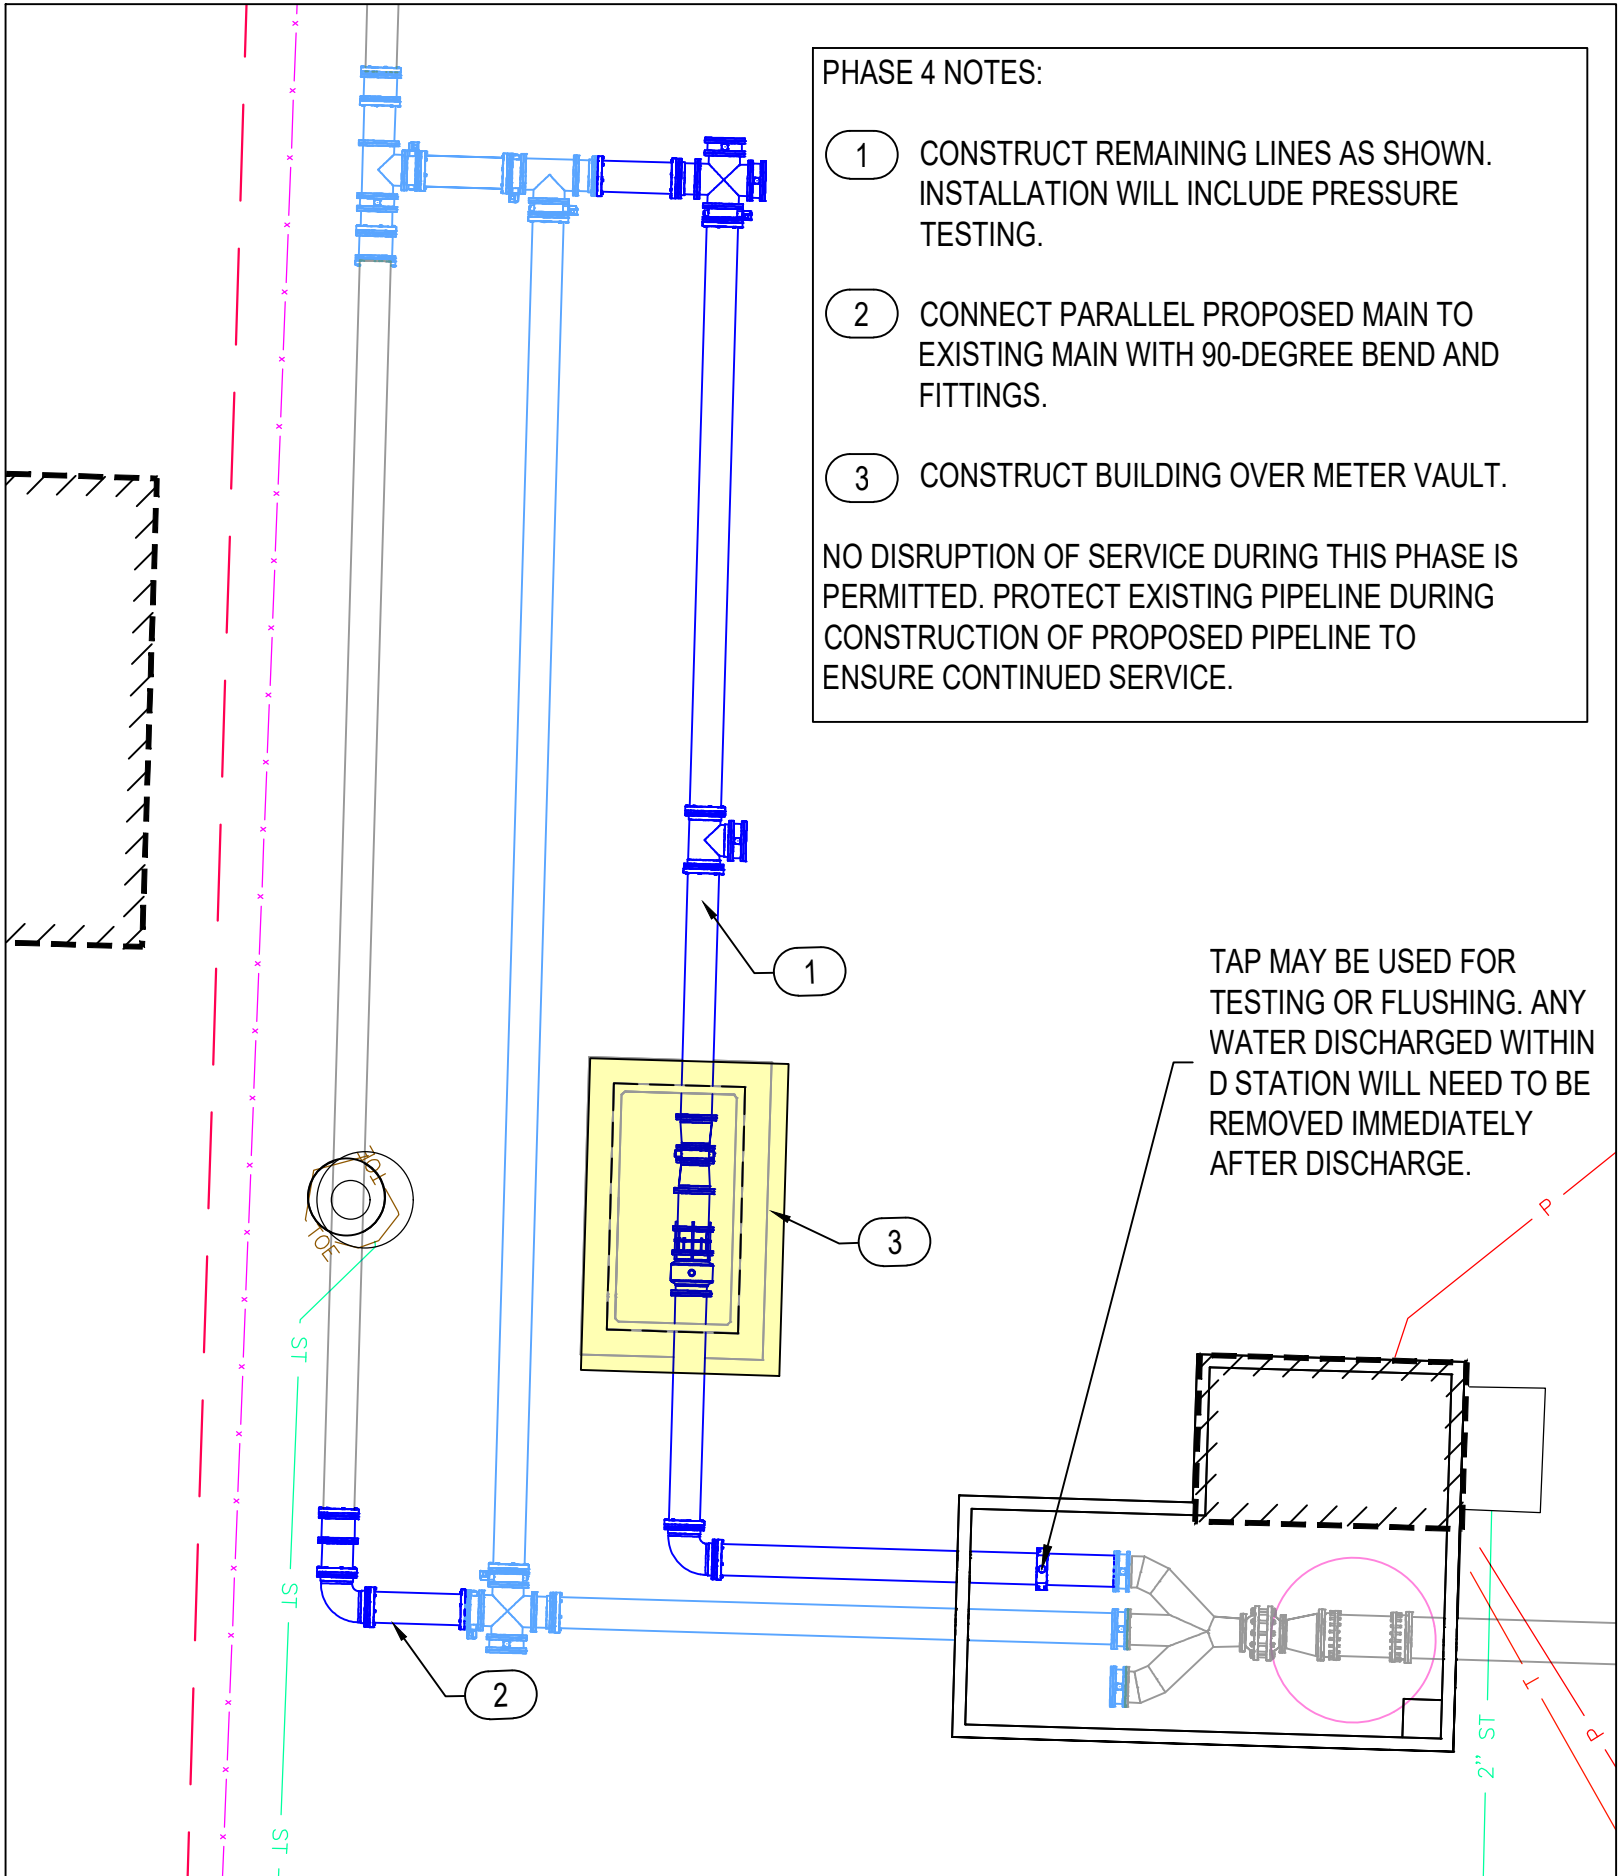 PHASE 4 NOTES:
1 CONSTRUCT REMAINING LINES AS SHOWN.
INSTALLATION WILL INCLUDE PRESSURE
TESTING.
2 CONNECT PARALLEL PROPOSED MAIN TO
EXISTING MAIN WITH 90-DEGREE BEND AND
FITTINGS.
3 CONSTRUCT BUILDING OVER METER VAULT.
NO DISRUPTION OF SERVICE DURING THIS PHASE IS
PERMITTED. PROTECT EXISTING PIPELINE DURING
CONSTRUCTION OF PROPOSED PIPELINE TO
ENSURE CONTINUED SERVICE.
1
TAP MAY BE USED FOR
TESTING OR FLUSHING. ANY
WATER DISCHARGED WITHIN
D STATION WILL NEED TO BE
REMOVED IMMEDIATELY
AFTER DISCHARGE.
TOE
TOE
3
P
ST
ST
2
T
P
2" ST
ST